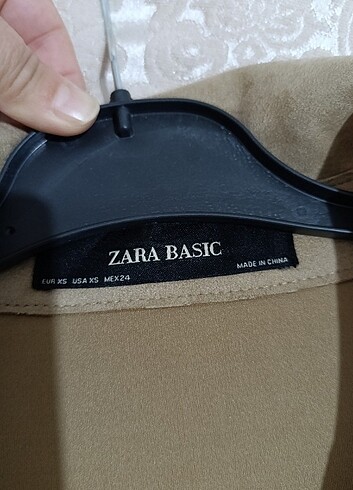 ZARA BASIC
EUR XS USA XS MEX 24
MADE IN CHINA